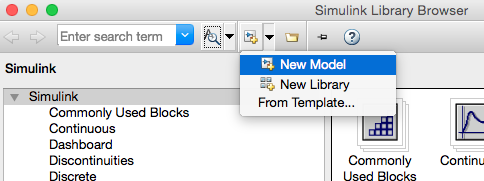 Simulink Library Browser
Enter search term
New Model
New Library
From Template...
Simulink
Simulink
Commonly Used Blocks
Continuous
Dashboard
Discontinuities
Discrete
Commonly
Used Blocks